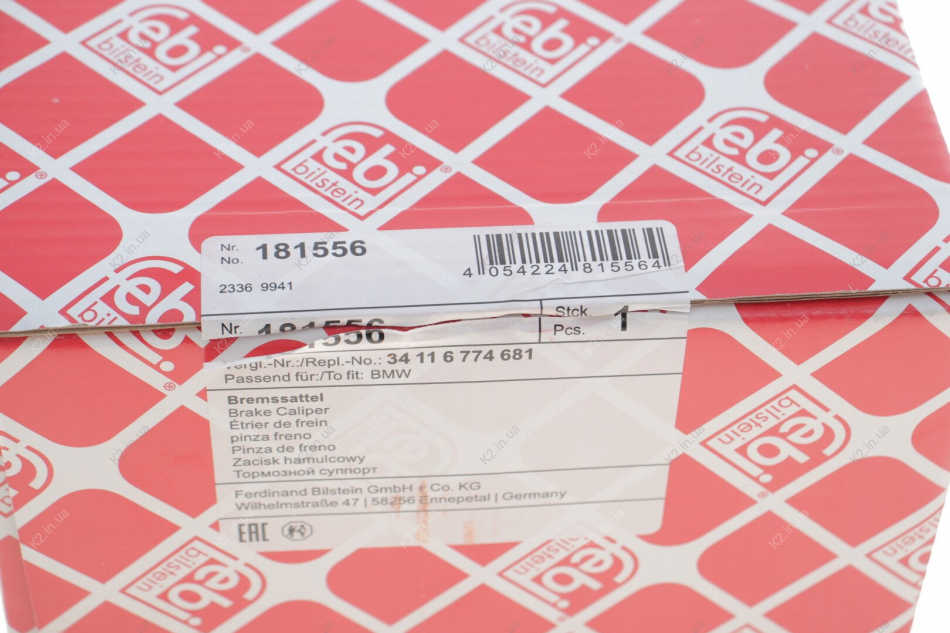 febi
bilstein
Nr.
No. 181556
2336 9941
4 054224 815564
Nr. 181556
Stck.
Pcs. 1
Vergl.-Nr.:/Repl.-No.: 34 11 6 774 681
Passend für:/To fit: BMW
Bremssattel
Brake Caliper
Étrier de frein
pinza freno
Pinza de freno
Zacisk hamulcowy
Тормозной суппорт
Ferdinand Bilstein GmbH + Co. KG
Wilhelmstraße 47 | 58256 Ennepetal | Germany
EAC
K2.in.ua